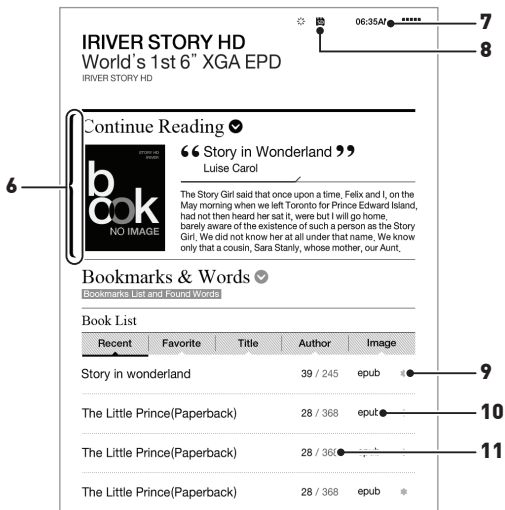 06:35AM
7
8
IRIVER STORY HD
World's 1st 6" XGA EPD
IRIVER STORY HD
Continue Reading
6
STORY HD
IRIVER
book
NO IMAGE
❝ Story in Wonderland ❞
Luise Carol
The Story Girl said that once upon a time, Felix and I, on the
May morning when we left Toronto for Prince Edward Island,
had not then heard her sat it, were but I will go home,
barely aware of the existence of such a person as the Story
Girl. We did not know her at all under that name. We know
only that a cousin, Sara Stanly, whose mother, our Aunt.
Bookmarks & Words
Bookmarks List and Found Words
Book List
Recent Favorite Title Author Image
Story in wonderland 39 / 245 epub 9
The Little Prince(Paperback) 28 / 368 epub 10
The Little Prince(Paperback) 28 / 368 epub 11
The Little Prince(Paperback) 28 / 368 epub